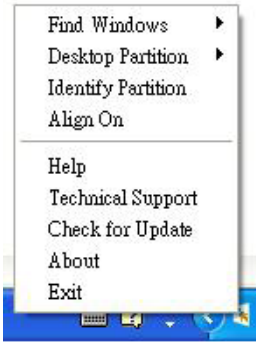 Find Windows
Desktop Partition
Identify Partition
Align On
Help
Technical Support
Check for Update
About
Exit